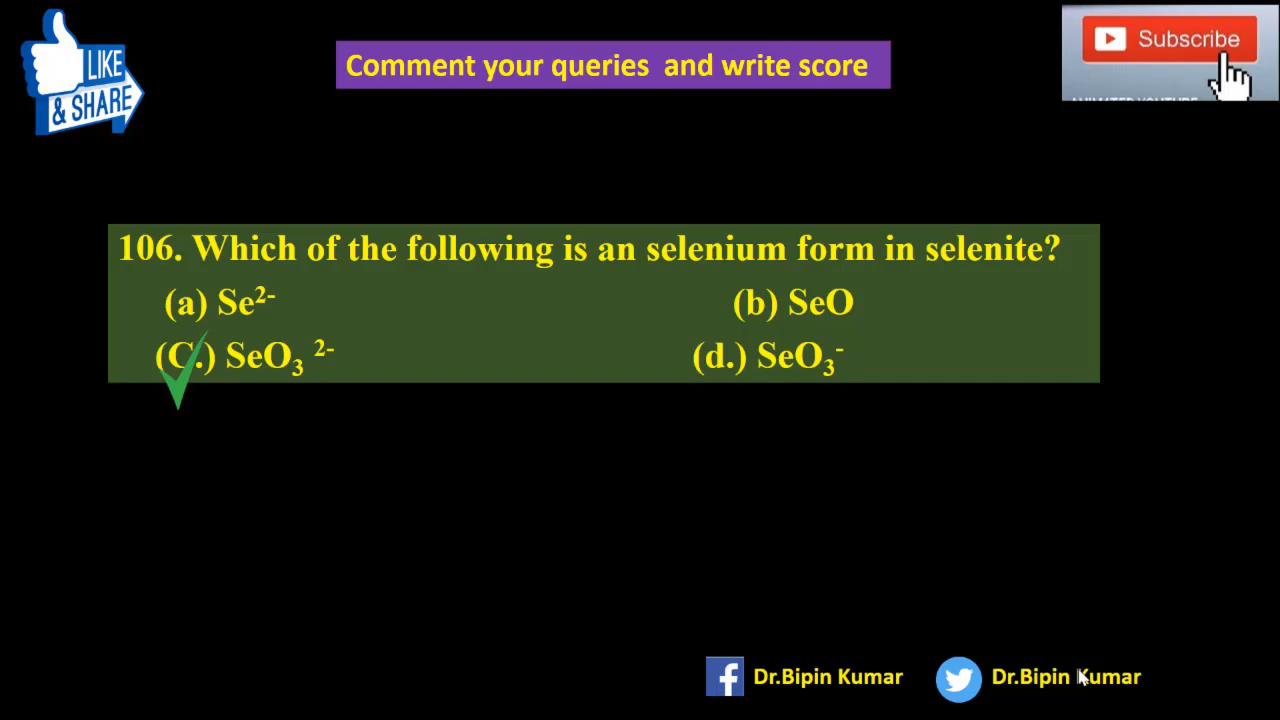 LIKE
& SHARE
Comment your queries and write score
Subscribe
106. Which of the following is an selenium form in selenite?
(a) Se²⁻ (b) SeO
(C.) SeO₃ ²⁻ (d.) SeO₃⁻
Dr.Bipin Kumar Dr.Bipin Kumar